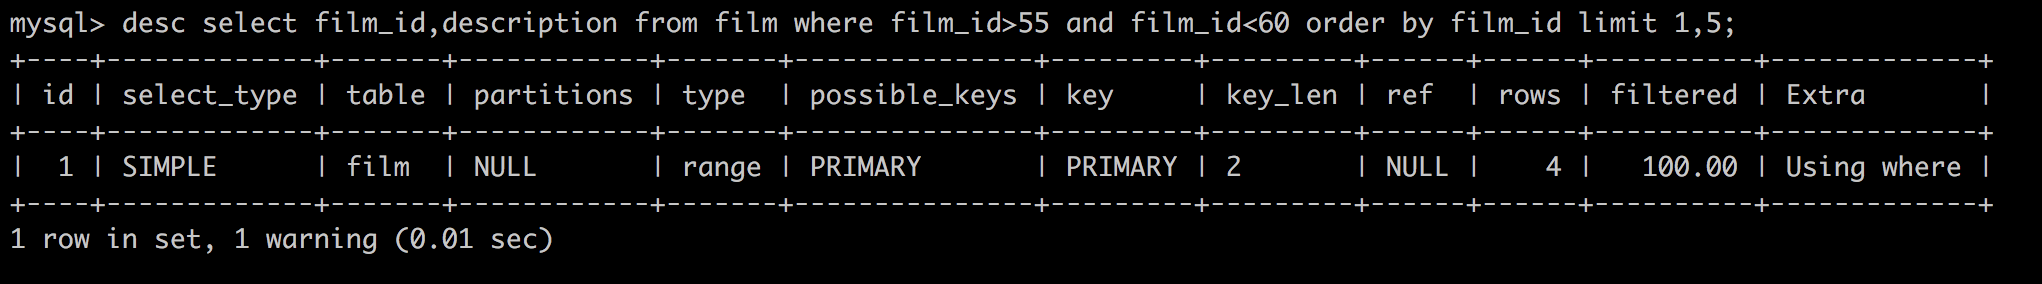 mysql> desc select film_id,description from film where film_id>55 and film_id<60 order by film_id limit 1,5;
+----+-------------+-------+------------+-------+---------------+---------+---------+------+------+----------+-------------+
| id | select_type | table | partitions | type  | possible_keys | key     | key_len | ref  | rows | filtered | Extra       |
+----+-------------+-------+------------+-------+---------------+---------+---------+------+------+----------+-------------+
|  1 | SIMPLE      | film  | NULL       | range | PRIMARY       | PRIMARY | 2       | NULL |    4 |   100.00 | Using where |
+----+-------------+-------+------------+-------+---------------+---------+---------+------+------+----------+-------------+
1 row in set, 1 warning (0.01 sec)